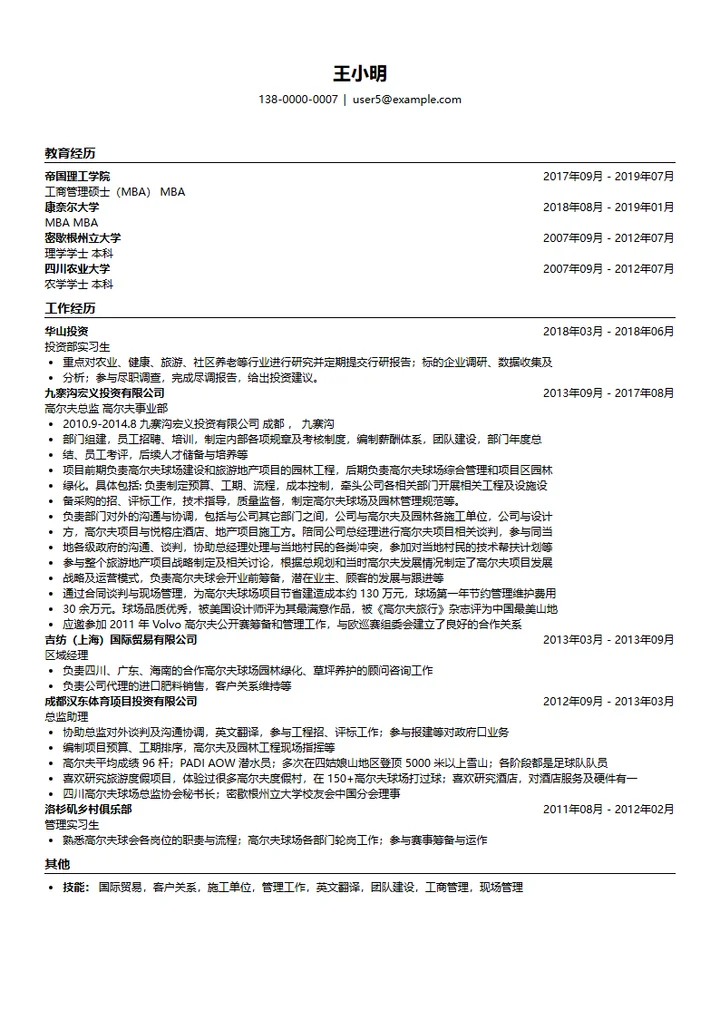 王小明
138-0000-0007 | user5@example.com
教育经历
帝国理工学院 2017年09月 - 2019年07月
工商管理硕士（MBA） MBA
康奈尔大学 2018年08月 - 2019年01月
MBA MBA
密歇根州立大学 2007年09月 - 2012年07月
理学学士 本科
四川农业大学 2007年09月 - 2012年07月
农学学士 本科
工作经历
华山投资 2018年03月 - 2018年06月
投资部实习生
• 重点对农业、健康、旅游、社区养老等行业进行研究并定期提交行研报告；标的企业调研、数据收集及
• 分析；参与尽职调查，完成尽调报告，给出投资建议。
九寨沟宏义投资有限公司 2013年09月 - 2017年08月
高尔夫总监 高尔夫事业部
• 2010.9-2014.8 九寨沟宏义投资有限公司 成都 ， 九寨沟
• 部门组建，员工招聘、培训，制定内部各项规章及考核制度，编制薪酬体系，团队建设，部门年度总
• 结、员工考评，后续人才储备与培养等
• 项目前期负责高尔夫球场建设和旅游地产项目的园林工程，后期负责高尔夫球场综合管理和项目区园林
• 绿化。具体包括: 负责制定预算、工期、流程，成本控制，牵头公司各相关部门开展相关工程及设施设
• 备采购的招、评标工作，技术指导，质量监督，制定高尔夫球场及园林管理规范等。
• 负责部门对外的沟通与协调，包括与公司其它部门之间，公司与高尔夫及园林各施工单位，公司与设计
• 方，高尔夫项目与悦榕庄酒店、地产项目施工方。陪同公司总经理进行高尔夫项目相关谈判，参与同当
• 地各级政府的沟通、谈判，协助总经理处理与当地村民的各类冲突，参加对当地村民的技术帮扶计划等
• 参与整个旅游地产项目战略制定及相关讨论，根据总规划和当时高尔夫发展情况制定了高尔夫项目发展
• 战略及运营模式，负责高尔夫球会开业前筹备，潜在业主、顾客的发展与跟进等
• 通过合同谈判与现场管理，为高尔夫球场项目节省建造成本约 130 万元，球场第一年节约管理维护费用
• 30 余万元。球场品质优秀，被美国设计师评为其最满意作品，被《高尔夫旅行》杂志评为中国最美山地
• 应邀参加 2011 年 Volvo 高尔夫公开赛筹备和管理工作，与欧巡赛组委会建立了良好的合作关系
吉纺（上海）国际贸易有限公司 2013年03月 - 2013年09月
区域经理
• 负责四川、广东、海南的合作高尔夫球场园林绿化、草坪养护的顾问咨询工作
• 负责公司代理的进口肥料销售，客户关系维持等
成都汉东体育项目投资有限公司 2012年09月 - 2013年03月
总监助理
• 协助总监对外谈判及沟通协调，英文翻译，参与工程招、评标工作；参与报建等对政府口业务
• 编制项目预算、工期排序，高尔夫及园林工程现场指挥等
• 高尔夫平均成绩 96 杆；PADI AOW 潜水员；多次在四姑娘山地区登顶 5000 米以上雪山；各阶段都是足球队队员
• 喜欢研究旅游度假项目，体验过很多高尔夫度假村，在 150+高尔夫球场打过球；喜欢研究酒店，对酒店服务及硬件有一
• 四川高尔夫球场总监协会秘书长；密歇根州立大学校友会中国分会理事
洛杉矶乡村俱乐部 2011年08月 - 2012年02月
管理实习生
• 熟悉高尔夫球会各岗位的职责与流程；高尔夫球场各部门轮岗工作；参与赛事筹备与运作
其他
• 技能： 国际贸易，客户关系，施工单位，管理工作，英文翻译，团队建设，工商管理，现场管理